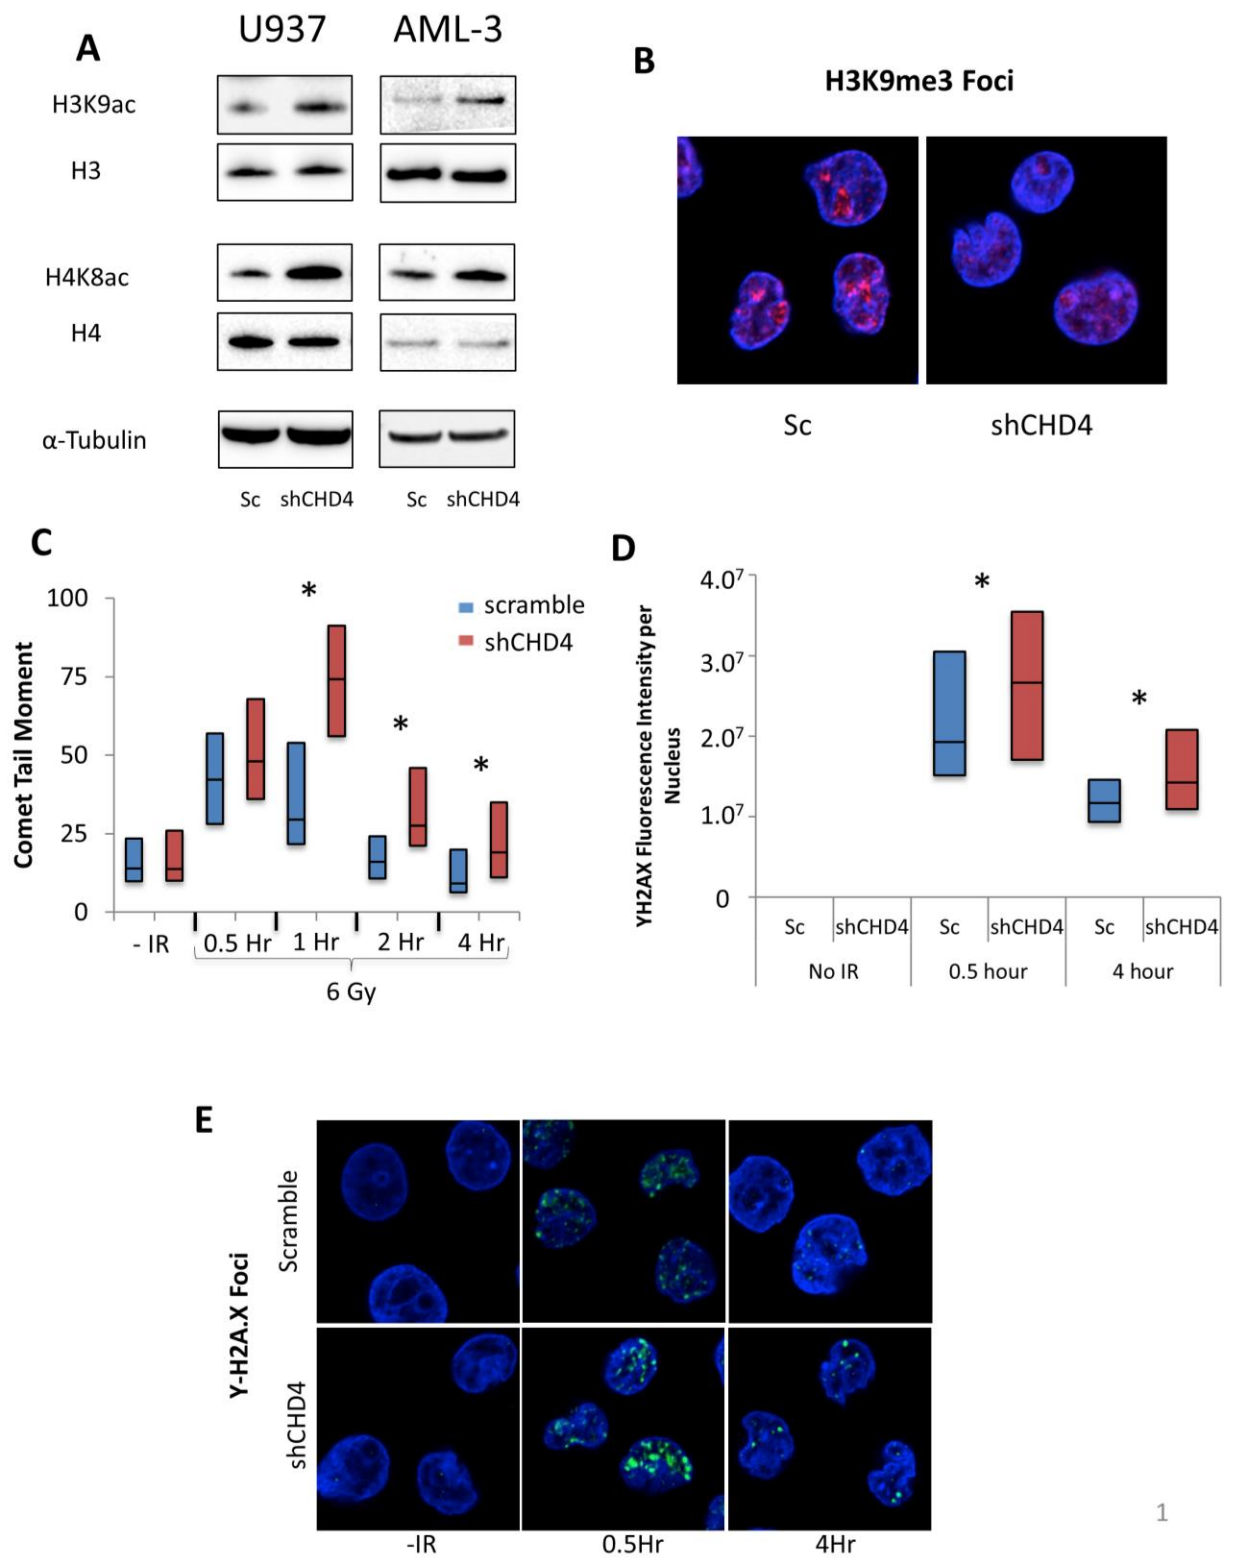 A
U937 AML-3
H3K9ac
H3
H4K8ac
H4
α-Tubulin
Sc shCHD4 Sc shCHD4
B
H3K9me3 Foci
Sc shCHD4
C
Comet Tail Moment
100
75
50
25
0
*
*
*
scramble
shCHD4
- IR 0.5 Hr 1 Hr 2 Hr 4 Hr
6 Gy
D
YH2AX Fluorescence Intensity per
Nucleus
4.0⁷
3.0⁷
2.0⁷
1.0⁷
0
*
*
Sc shCHD4 Sc shCHD4 Sc shCHD4
No IR 0.5 hour 4 hour
E
Y-H2A.X Foci
Scramble
shCHD4
-IR 0.5Hr 4Hr
1